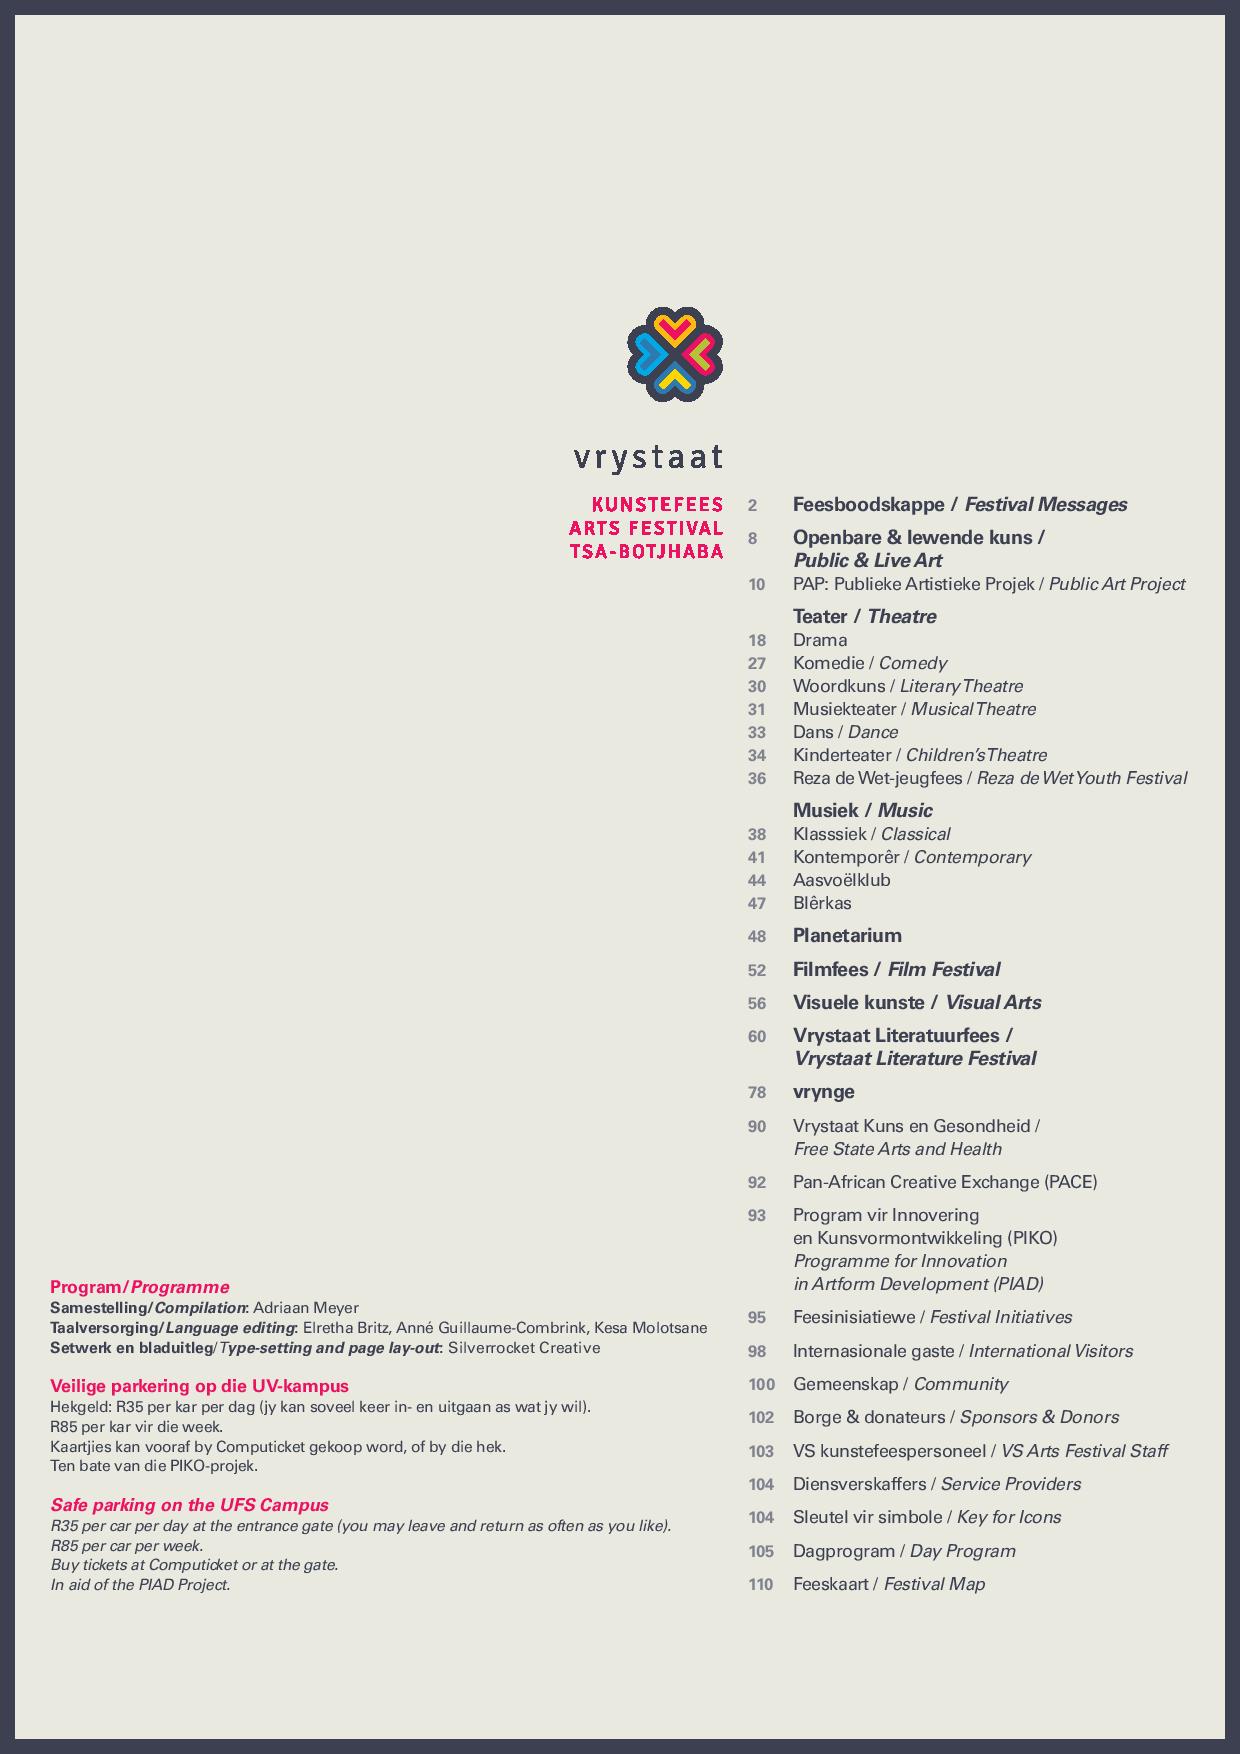 vrystaat
KUNSTEFEES
ARTS FESTIVAL
TSA-BOTJHABA
2 Feesboodskappe / Festival Messages
8 Openbare & lewende kuns /
Public & Live Art
10 PAP: Publieke Artistieke Projek / Public Art Project
Teater / Theatre
18 Drama
27 Komedie / Comedy
30 Woordkuns / Literary Theatre
31 Musiekteater / Musical Theatre
33 Dans / Dance
34 Kinderteater / Children's Theatre
36 Reza de Wet-jeugfees / Reza de Wet Youth Festival
Musiek / Music
38 Klasssiek / Classical
41 Kontemporêr / Contemporary
44 Aasvoëlklub
47 Blêrkas
48 Planetarium
52 Filmfees / Film Festival
56 Visuele kunste / Visual Arts
60 Vrystaat Literatuurfees /
Vrystaat Literature Festival
78 vrynge
90 Vrystaat Kuns en Gesondheid /
Free State Arts and Health
92 Pan-African Creative Exchange (PACE)
93 Program vir Innovering
en Kunsvormontwikkeling (PIKO)
Programme for Innovation
in Artform Development (PIAD)
95 Feesinisiatiewe / Festival Initiatives
98 Internasionale gaste / International Visitors
100 Gemeenskap / Community
102 Borge & donateurs / Sponsors & Donors
103 VS kunstefeespersoneel / VS Arts Festival Staff
104 Diensverskaffers / Service Providers
104 Sleutel vir simbole / Key for Icons
105 Dagprogram / Day Program
110 Feeskaart / Festival Map
Program/Programme
Samestelling/Compilation: Adriaan Meyer
Taalversorging/Language editing: Elretha Britz, Anné Guillaume-Combrink, Kesa Molotsane
Setwerk en bladuitleg/Type-setting and page lay-out: Silverrocket Creative
Veilige parkering op die UV-kampus
Hekgeld: R35 per kar per dag (jy kan soveel keer in- en uitgaan as wat jy wil).
R85 per kar vir die week.
Kaartjies kan vooraf by Computicket gekoop word, of by die hek.
Ten bate van die PIKO-projek.
Safe parking on the UFS Campus
R35 per car per day at the entrance gate (you may leave and return as often as you like).
R85 per car per week.
Buy tickets at Computicket or at the gate.
In aid of the PIAD Project.